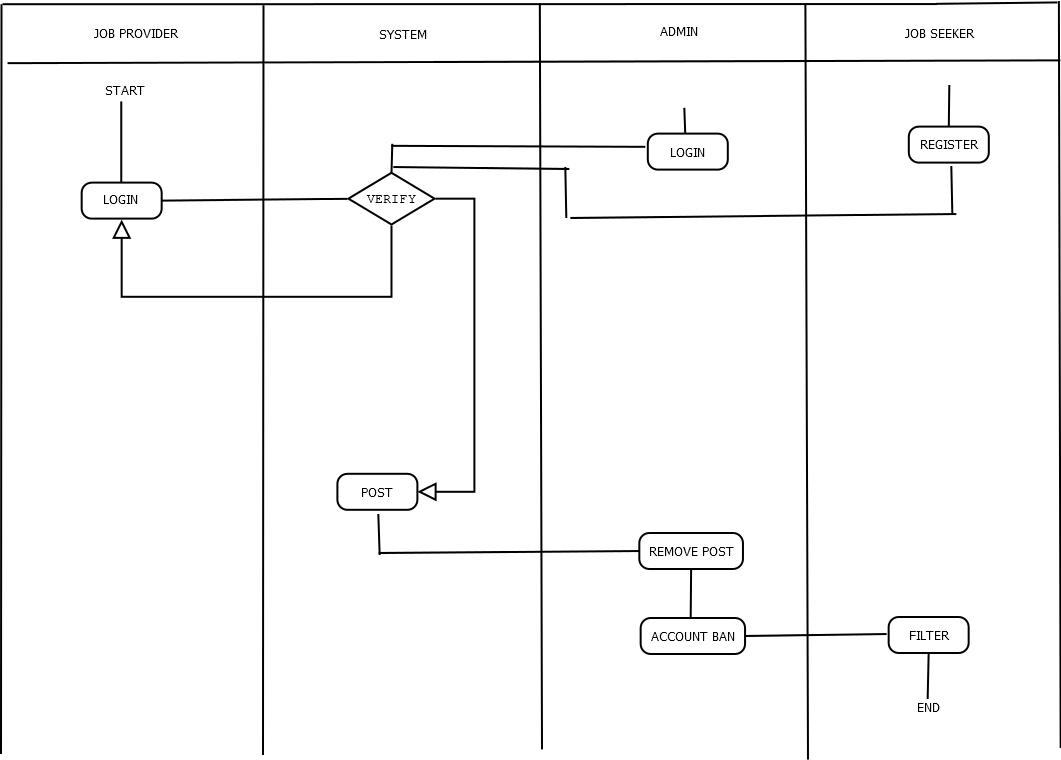 JOB PROVIDER
SYSTEM
ADMIN
JOB SEEKER
START
LOGIN
REGISTER
LOGIN
VERIFY
POST
REMOVE POST
ACCOUNT BAN
FILTER
END